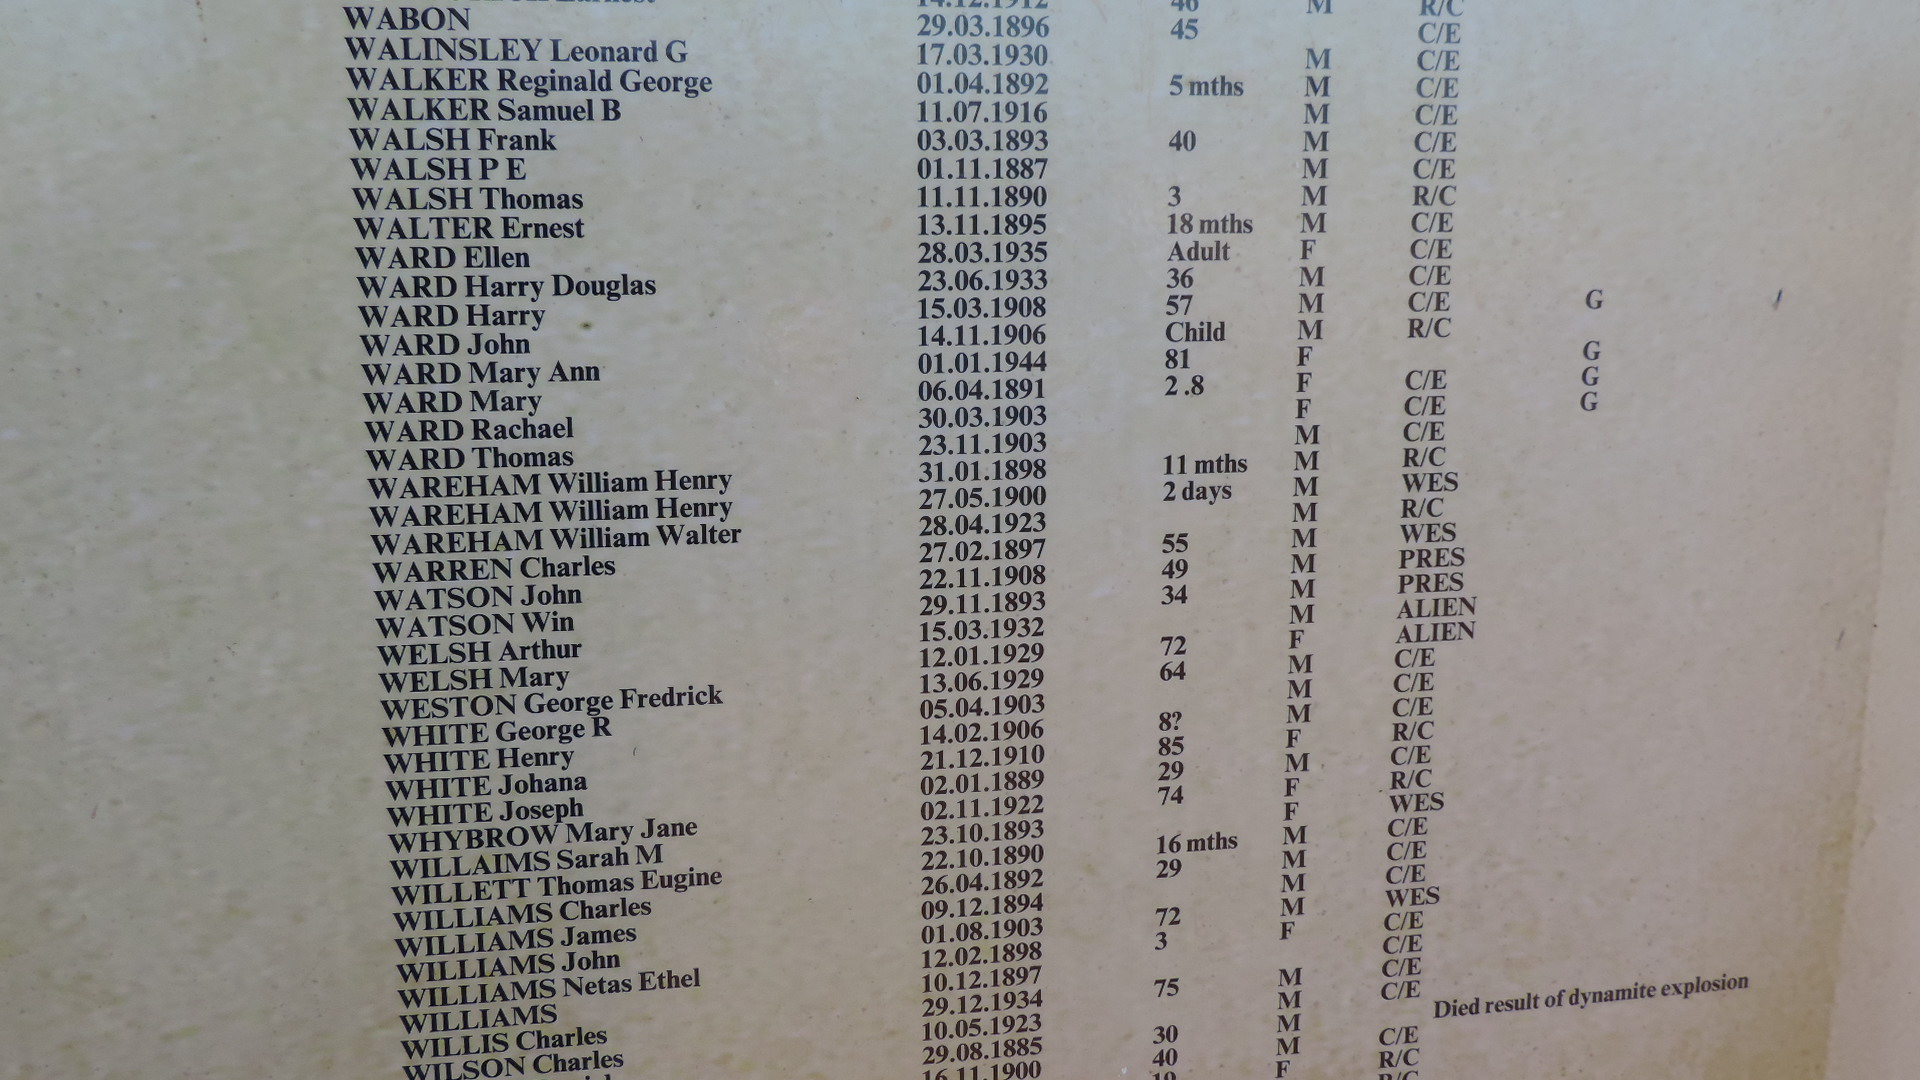 WABON 29.03.1896 45 C/E
WALINSLEY Leonard G 17.03.1930 M C/E
WALKER Reginald George 01.04.1892 5 mths M C/E
WALKER Samuel B 11.07.1916 M C/E
WALSH Frank 03.03.1893 40 M C/E
WALSH P E 01.11.1887 M C/E
WALSH Thomas 11.11.1890 3 M R/C
WALTER Ernest 13.11.1895 18 mths M C/E
WARD Ellen 28.03.1935 Adult F C/E
WARD Harry Douglas 23.06.1933 36 M C/E
WARD Harry 15.03.1908 57 M C/E G
WARD John 14.11.1906 Child M R/C
WARD Mary Ann 01.01.1944 81 F G
WARD Mary 06.04.1891 2 .8 F C/E G
WARD Rachael 30.03.1903 F C/E G
WARD Thomas 23.11.1903 M C/E
WAREHAM William Henry 31.01.1898 11 mths M R/C
WAREHAM William Henry 27.05.1900 2 days M WES
WAREHAM William Walter 28.04.1923 M R/C
WARREN Charles 27.02.1897 55 M WES
WATSON John 22.11.1908 49 M PRES
WATSON Win 29.11.1893 34 M PRES
WELSH Arthur 15.03.1932 M ALIEN
WELSH Mary 12.01.1929 72 F ALIEN
WESTON George Fredrick 13.06.1929 64 M C/E
WHITE George R 05.04.1903 M C/E
WHITE Henry 14.02.1906 8? M C/E
WHITE Johana 21.12.1910 85 F R/C
WHITE Joseph 02.01.1889 29 M C/E
WHYBROW Mary Jane 02.11.1922 74 F R/C
WILLAIMS Sarah M 23.10.1893 F WES
WILLETT Thomas Eugine 22.10.1890 16 mths M C/E
WILLIAMS Charles 26.04.1892 29 M C/E
WILLIAMS James 09.12.1894 M C/E
WILLIAMS John 01.08.1903 72 M WES
WILLIAMS Netas Ethel 12.02.1898 3 F C/E
WILLIAMS 10.12.1897 C/E
WILLIS Charles 29.12.1934 75 M C/E
WILSON Charles 10.05.1923 M C/E Died result of dynamite explosion
29.08.1885 30 M C/E
16.11.1900 40 F R/C